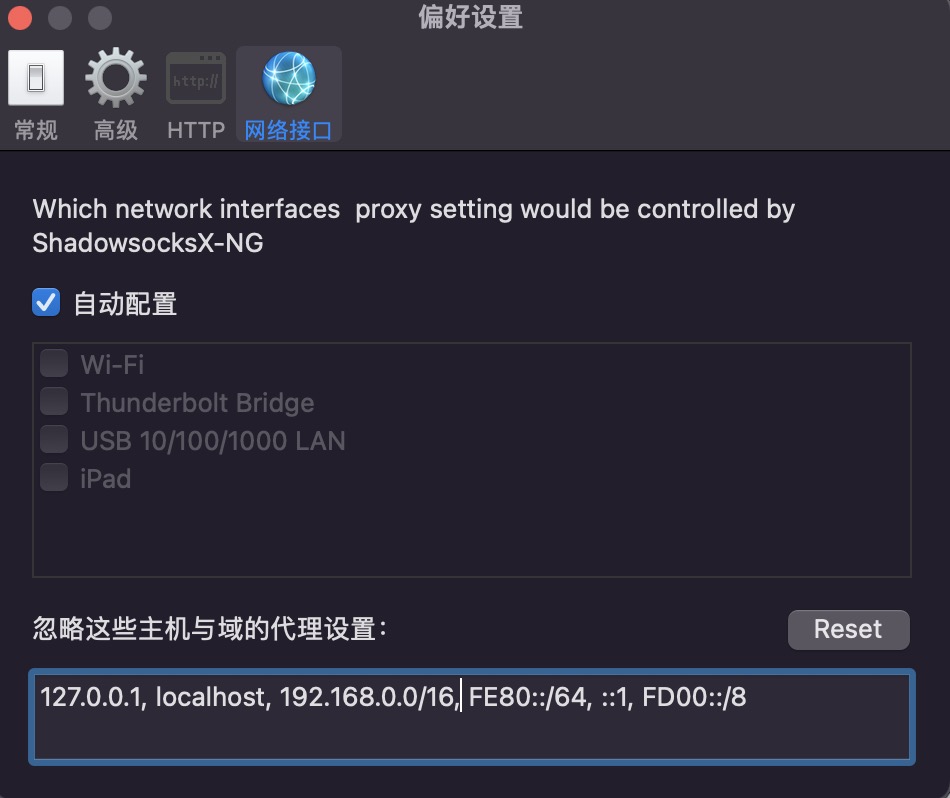 偏好设置
http://
常规 高级 HTTP 网络接口
Which network interfaces  proxy setting would be controlled by
ShadowsocksX-NG
自动配置
Wi-Fi
Thunderbolt Bridge
USB 10/100/1000 LAN
iPad
忽略这些主机与域的代理设置:
Reset
127.0.0.1, localhost, 192.168.0.0/16, FE80::/64, ::1, FD00::/8